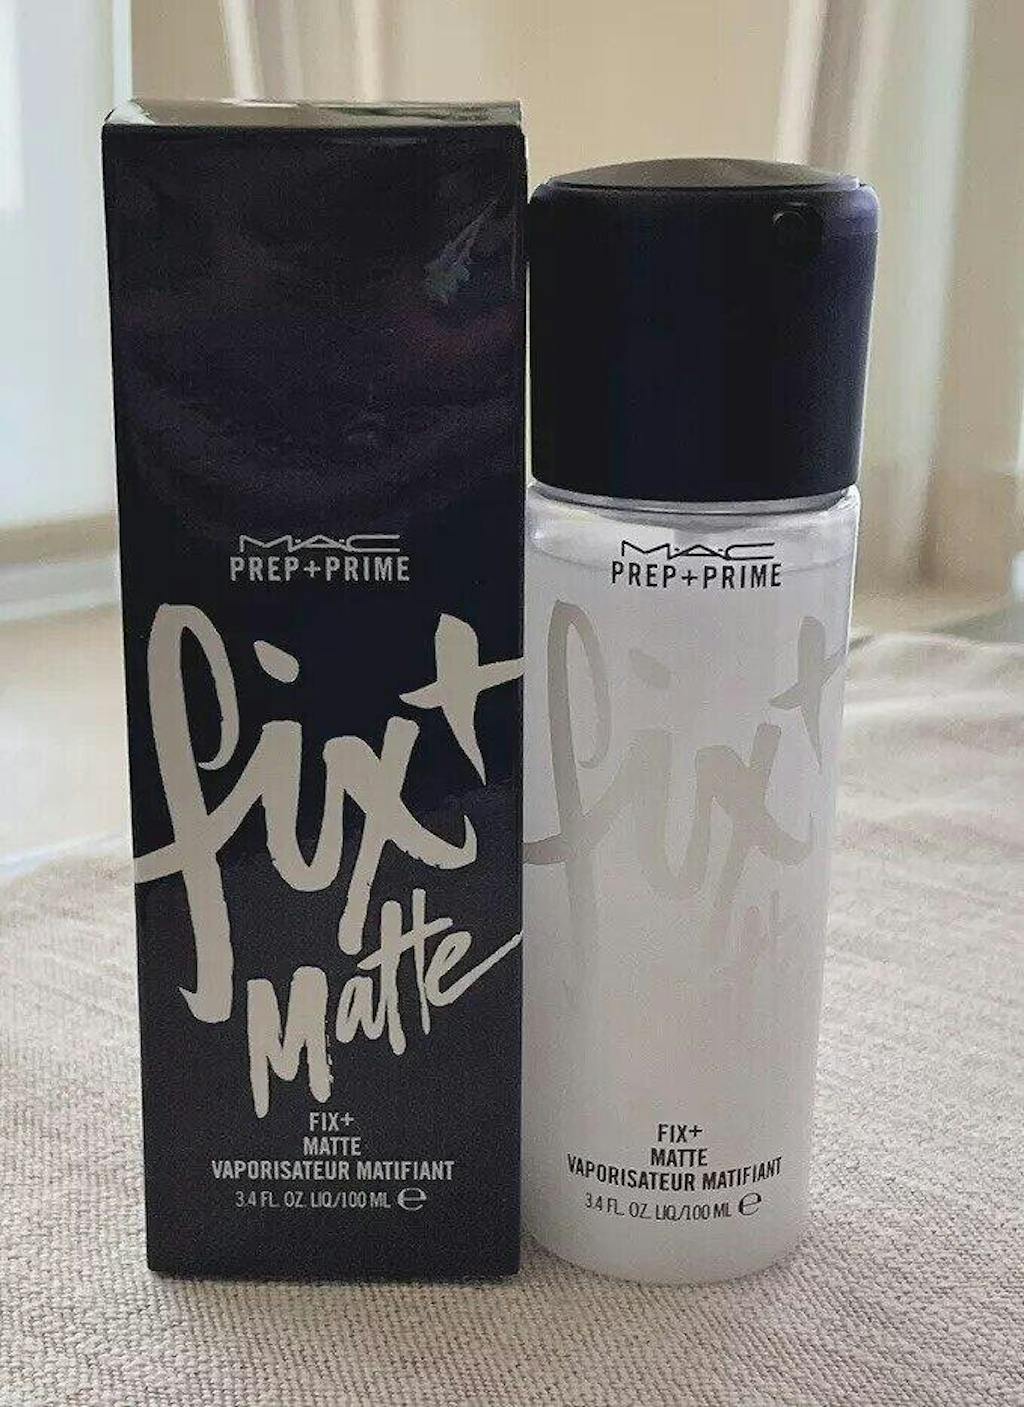 M·A·C
PREP+PRIME
fix+
Matte
FIX+
MATTE
VAPORISATEUR MATIFIANT
3.4 FL. OZ. LIQ/100 ML ℮
M·A·C
PREP+PRIME
fix+
FIX+
MATTE
VAPORISATEUR MATIFIANT
3.4 FL. OZ. LIQ/100 ML ℮